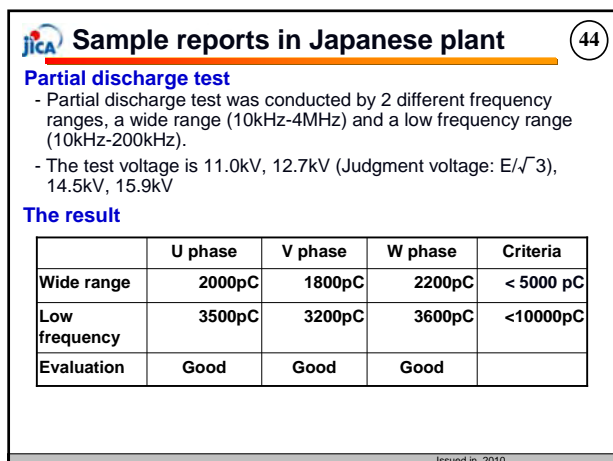 jica Sample reports in Japanese plant 44
Partial discharge test
- Partial discharge test was conducted by 2 different frequency
ranges, a wide range (10kHz-4MHz) and a low frequency range
(10kHz-200kHz).
- The test voltage is 11.0kV, 12.7kV (Judgment voltage: E/√ 3),
14.5kV, 15.9kV
The result
U phase V phase W phase Criteria
Wide range 2000pC 1800pC 2200pC < 5000 pC
Low
frequency 3500pC 3200pC 3600pC <10000pC
Evaluation Good Good Good
Issued in 2010